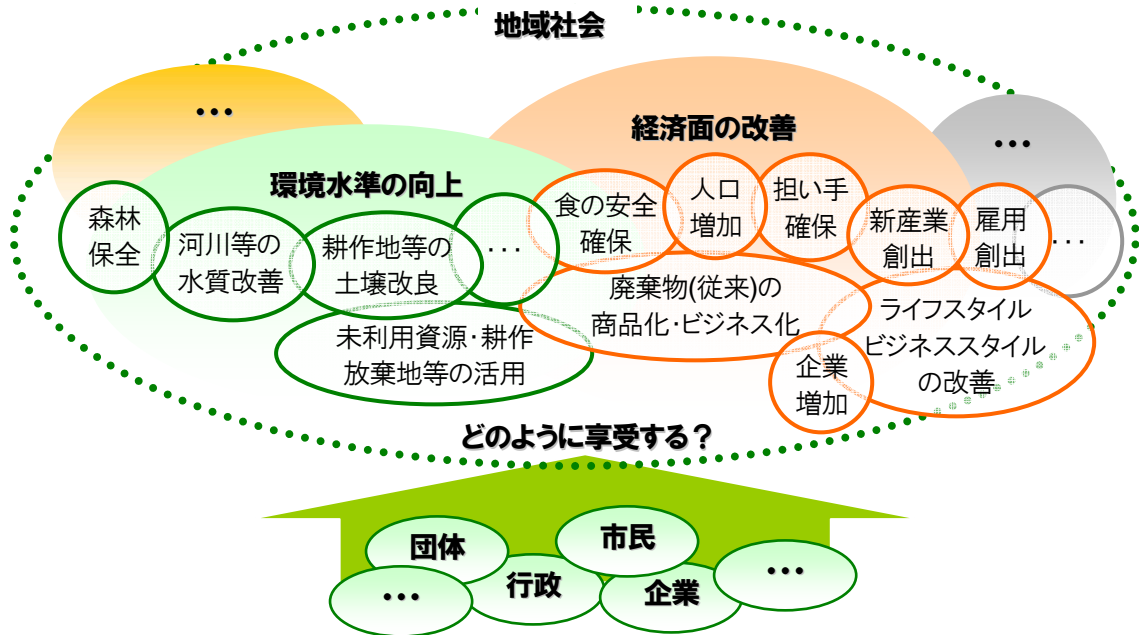 地域社会
…
経済面の改善
…
環境水準の向上
森林
保全
河川等の
水質改善
耕作地等の
土壌改良
…
食の安全
確保
人口
増加
担い手
確保
新産業
創出
雇用
創出
…
未利用資源・耕作
放棄地等の活用
廃棄物(従来)の
商品化・ビジネス化
ライフスタイル
ビジネススタイル
の改善
企業
増加
どのように享受する？
団体
市民
…
行政
企業
…